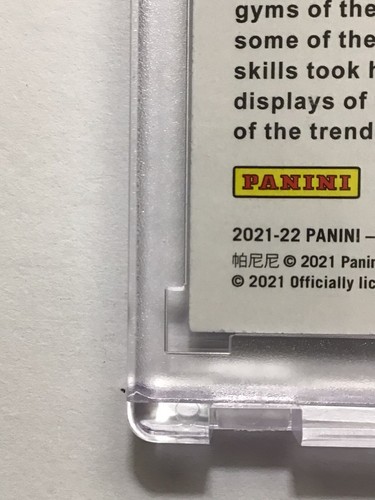 gyms of the
some of the
skills took h
displays of
of the trend
PANINI
2021-22 PANINI –
帕尼尼 © 2021 Panin
© 2021 Officially lic